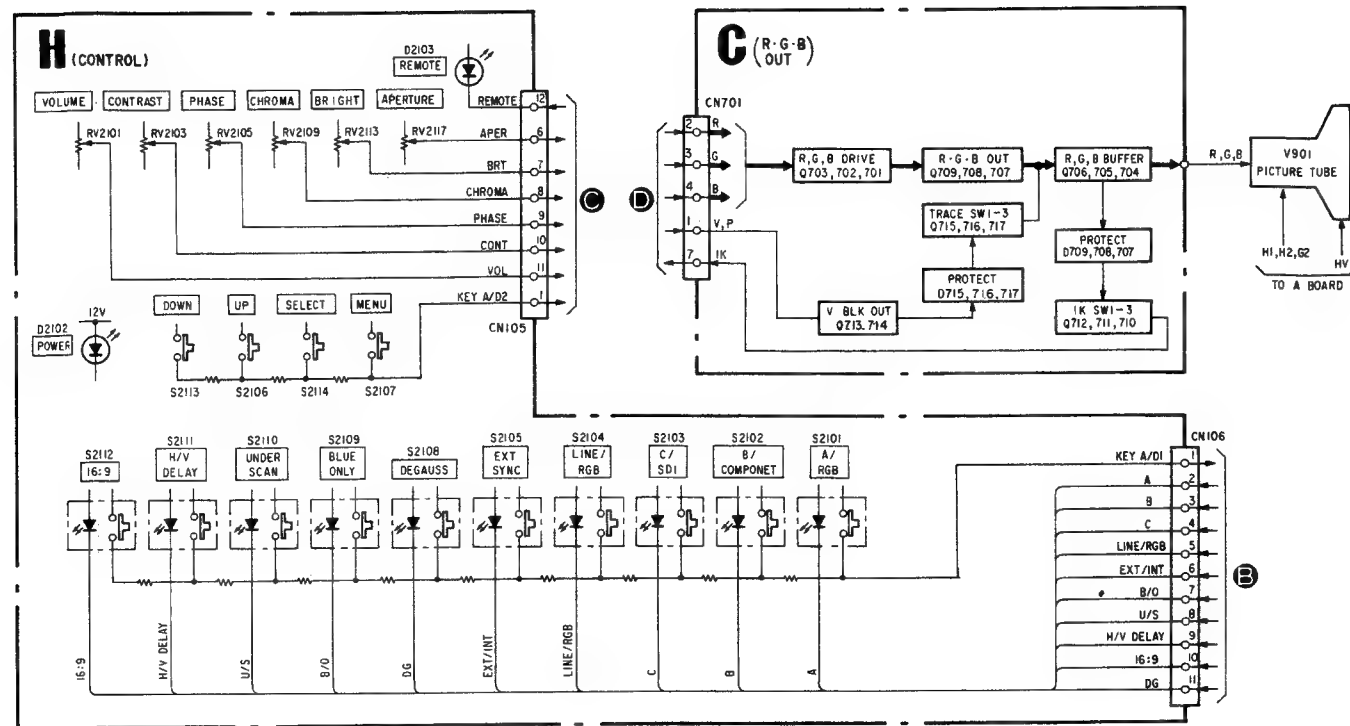 H (CONTROL)
D2103
REMOTE
VOLUME CONTRAST PHASE CHROMA BRIGHT APERTURE
RV2101 RV2103 RV2105 RV2109 RV2113 RV2117
REMOTE 12
APER 6
BRT 7
CHROMA 8
PHASE 9
CONT 10
VOL 11
KEY A/D2 1
CN105
C
12V
D2102
POWER
DOWN UP SELECT MENU
S2113 S2106 S2114 S2107
C (R·G·B OUT)
CN701
D
2 R
3 G
4 B
1 V,P
7 IK
R,G,B DRIVE
Q703,702,701
R·G·B OUT
Q709,708,707
R,G,B BUFFER
Q706,705,704
TRACE SW1-3
Q715,716,717
PROTECT
D709,708,707
PROTECT
D715,716,717
V BLK OUT
Q713,714
IK SW1-3
Q712,711,710
R,G,B
V901
PICTURE TUBE
H1,H2,G2
HV
TO A BOARD
S2112
16:9
S2111
H/V
DELAY
S2110
UNDER
SCAN
S2109
BLUE
ONLY
S2108
DEGAUSS
S2105
EXT
SYNC
S2104
LINE/
RGB
S2103
C/
SDI
S2102
B/
COMPONET
S2101
A/
RGB
CN106
KEY A/D1 1
A 2
B 3
C 4
LINE/RGB 5
EXT/INT 6
B/O 7
U/S 8
H/V DELAY 9
16:9 10
DG 11
B
16:9 H/V DELAY U/S B/O DG EXT/INT LINE/RGB C B A